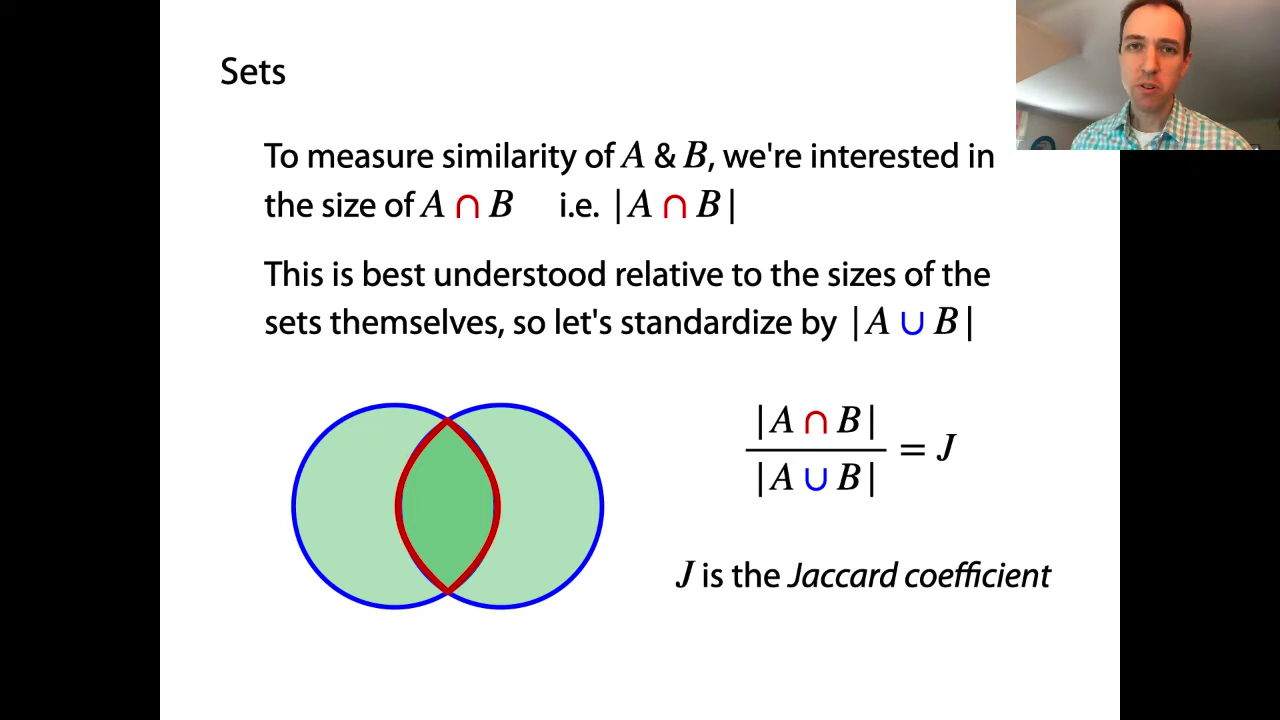 Sets
To measure similarity of A & B, we're interested in
the size of A ∩ B i.e. |A ∩ B|
This is best understood relative to the sizes of the
sets themselves, so let's standardize by |A ∪ B|
|A ∩ B|
|A ∪ B|
= J
J is the Jaccard coefficient